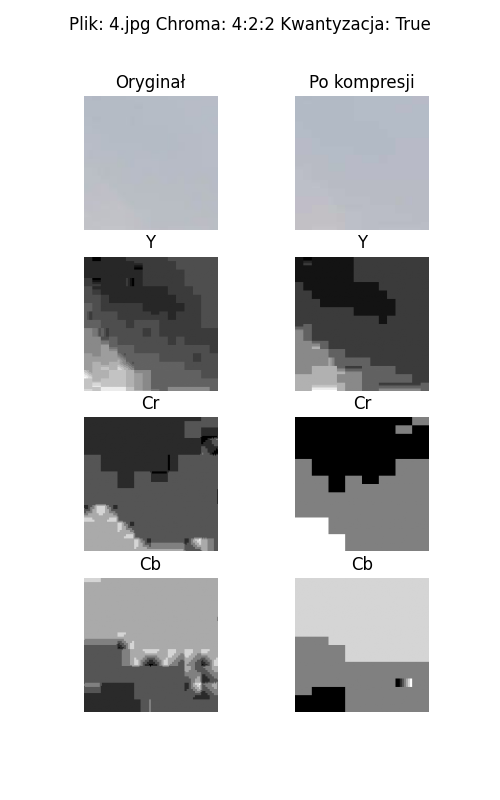 Plik: 4.jpg Chroma: 4:2:2 Kwantyzacja: True
Oryginał Po kompresji
Y Y
Cr Cr
Cb Cb